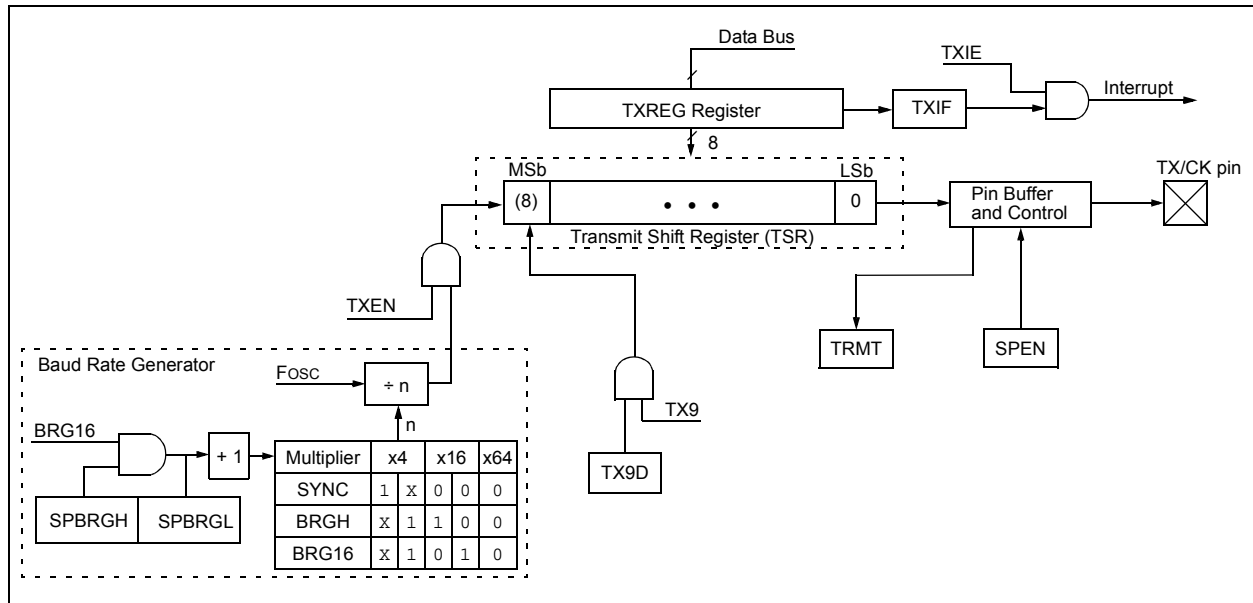 Data Bus
TXIE
Interrupt
TXREG Register
TXIF
8
MSb
LSb
TX/CK pin
(8)
• • •
0
Pin Buffer
and Control
Transmit Shift Register (TSR)
TXEN
TRMT
SPEN
Baud Rate Generator
FOSC
÷ n
TX9
n
BRG16
+ 1
Multiplier x4 x16 x64
TX9D
SYNC 1 X 0 0 0
SPBRGH SPBRGL
BRGH X 1 1 0 0
BRG16 X 1 0 1 0